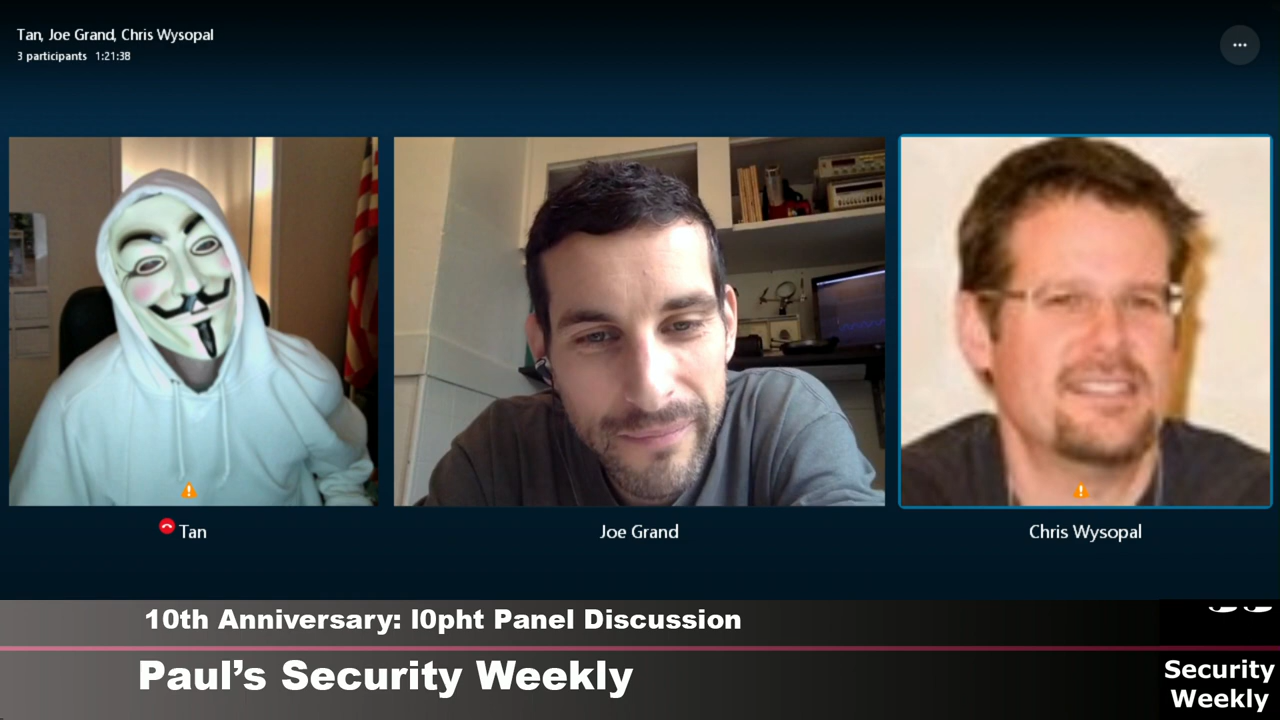 Tan, Joe Grand, Chris Wysopal
3 participants 1:21:38
Tan
Joe Grand
Chris Wysopal
10th Anniversary: l0pht Panel Discussion
Paul's Security Weekly
Security
Weekly